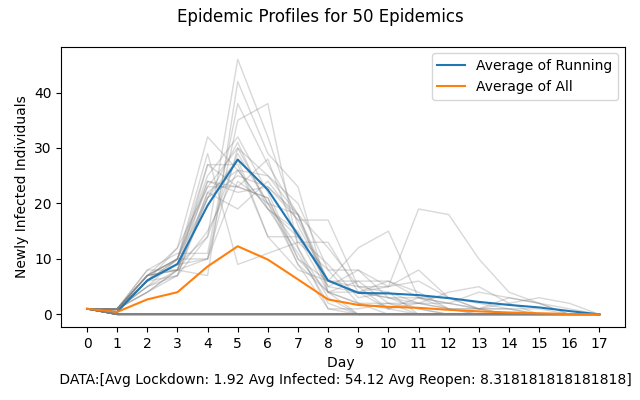 Epidemic Profiles for 50 Epidemics
Average of Running
Average of All
Newly Infected Individuals
40
30
20
10
0
0 1 2 3 4 5 6 7 8 9 10 11 12 13 14 15 16 17
Day
DATA:[Avg Lockdown: 1.92 Avg Infected: 54.12 Avg Reopen: 8.318181818181818]